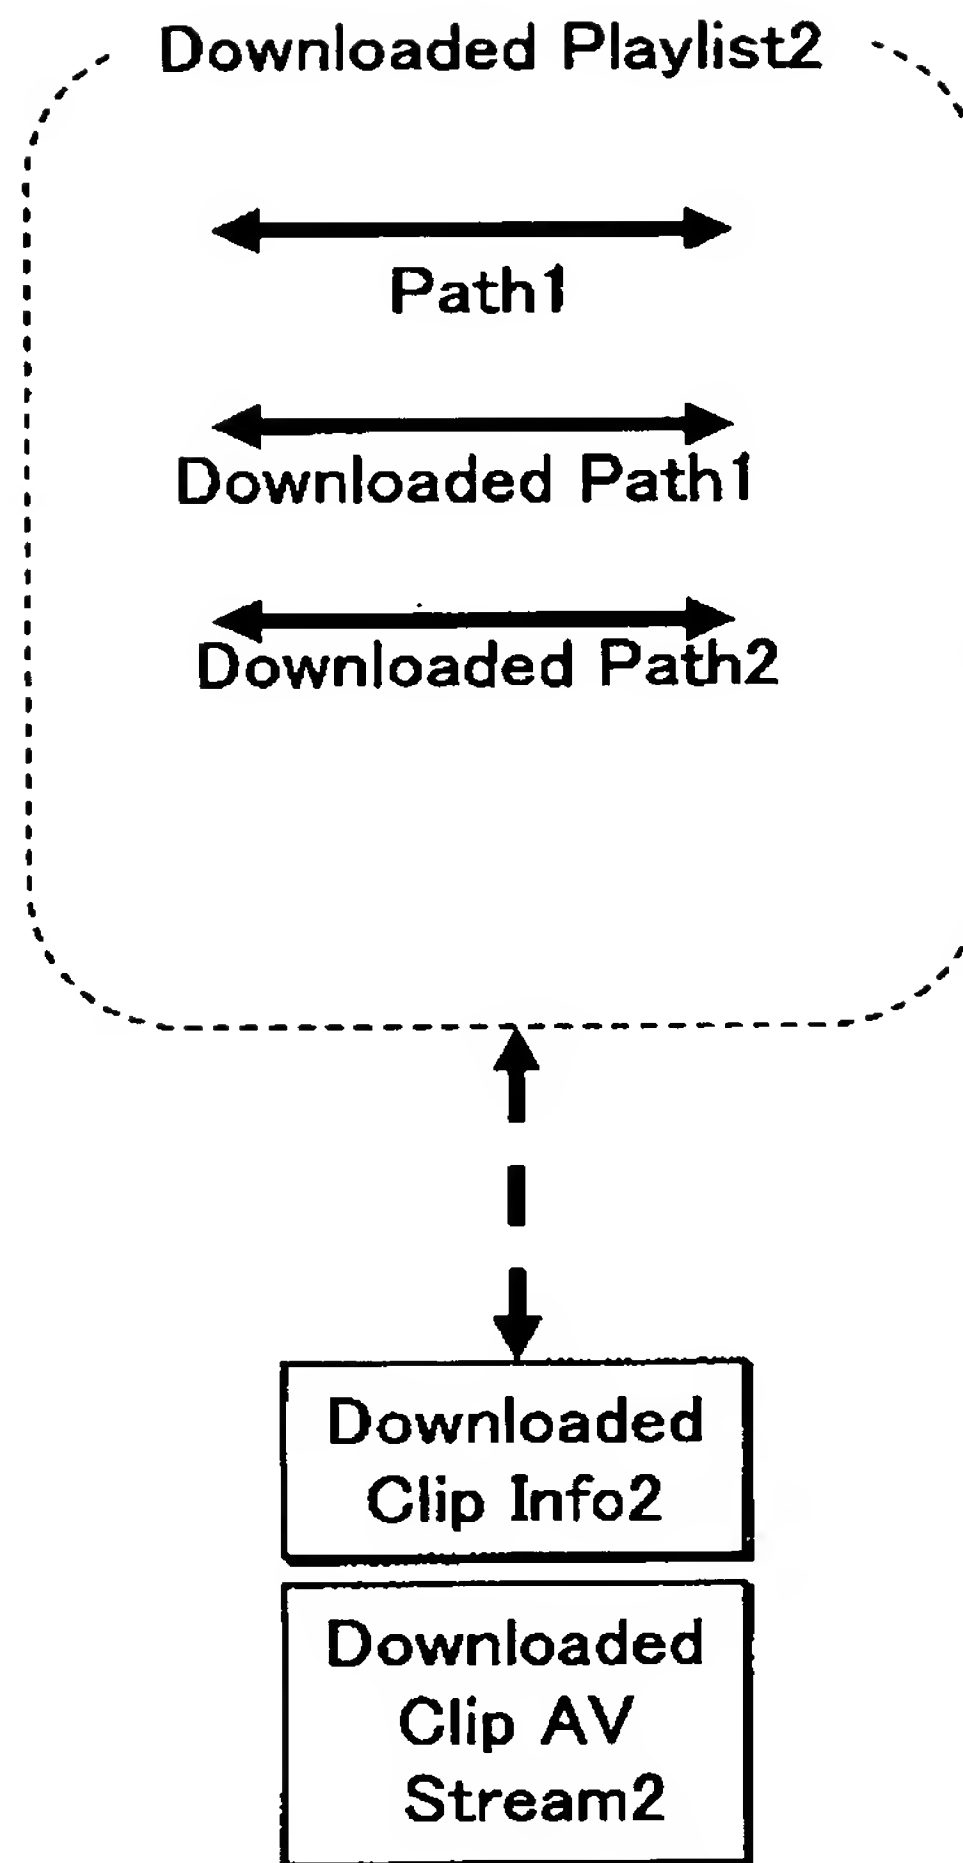 Downloaded Playlist2
Path1
Downloaded Path1
Downloaded Path2
Downloaded
Clip Info2
Downloaded
Clip AV
Stream2